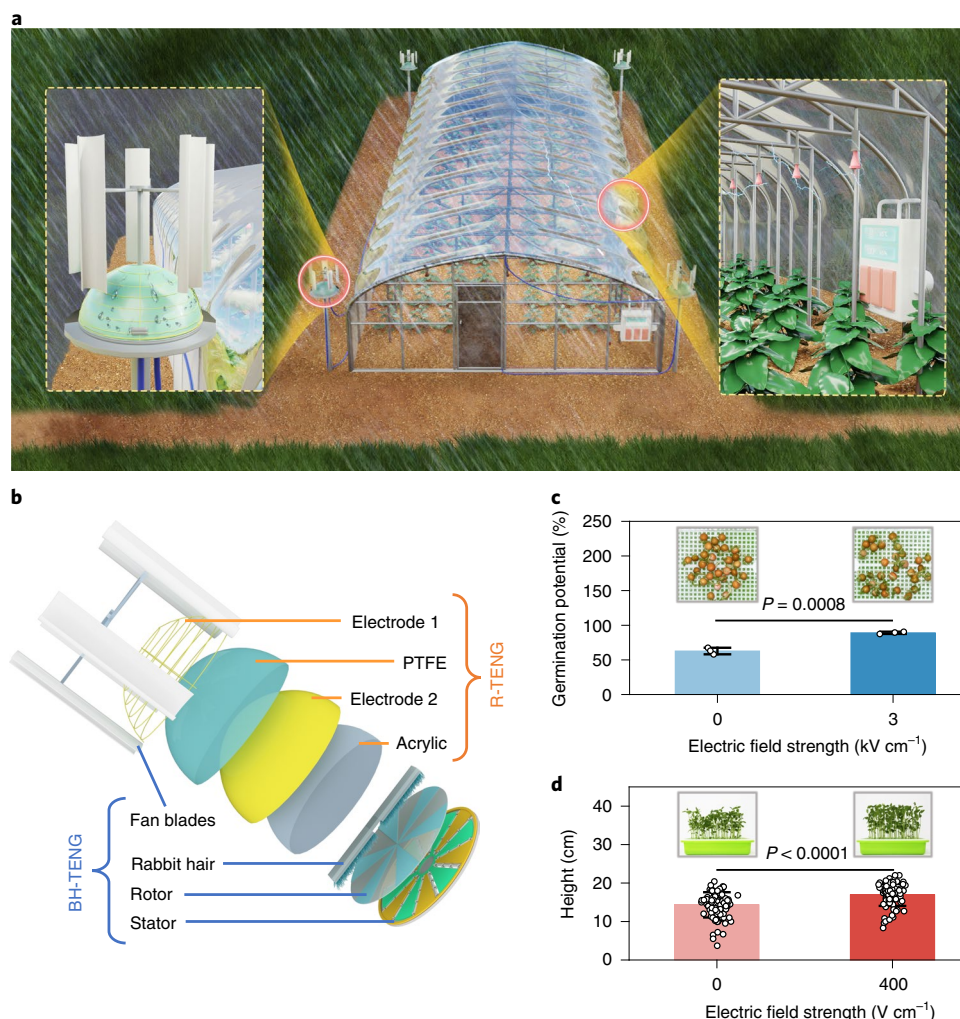 a
b
Electrode 1
PTFE
Electrode 2
Acrylic
R-TENG
Fan blades
Rabbit hair
Rotor
Stator
BH-TENG
c
Germination potential (%)
250
200
150
100
50
0
P = 0.0008
0
3
Electric field strength (kV cm⁻¹)
d
Height (cm)
40
30
20
10
0
P < 0.0001
0
400
Electric field strength (V cm⁻¹)